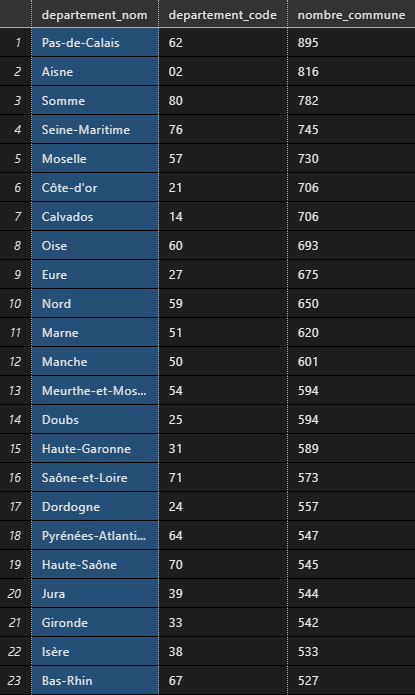 departement_nom departement_code nombre_commune
1 Pas-de-Calais 62 895
2 Aisne 02 816
3 Somme 80 782
4 Seine-Maritime 76 745
5 Moselle 57 730
6 Côte-d'or 21 706
7 Calvados 14 706
8 Oise 60 693
9 Eure 27 675
10 Nord 59 650
11 Marne 51 620
12 Manche 50 601
13 Meurthe-et-Mos... 54 594
14 Doubs 25 594
15 Haute-Garonne 31 589
16 Saône-et-Loire 71 573
17 Dordogne 24 557
18 Pyrénées-Atlanti... 64 547
19 Haute-Saône 70 545
20 Jura 39 544
21 Gironde 33 542
22 Isère 38 533
23 Bas-Rhin 67 527